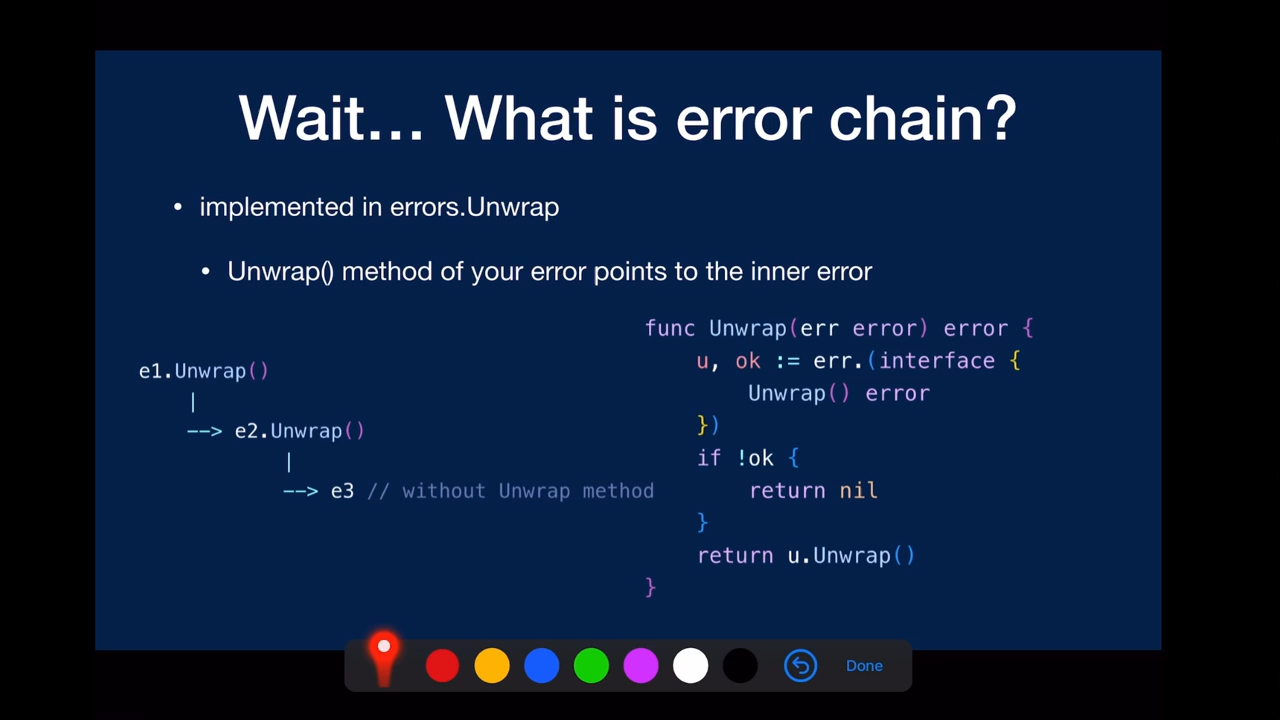 Wait… What is error chain?
• implemented in errors.Unwrap
• Unwrap() method of your error points to the inner error
e1.Unwrap()
|
--> e2.Unwrap()
|
--> e3 // without Unwrap method
func Unwrap(err error) error {
u, ok := err.(interface {
Unwrap() error
})
if !ok {
return nil
}
return u.Unwrap()
}
Done